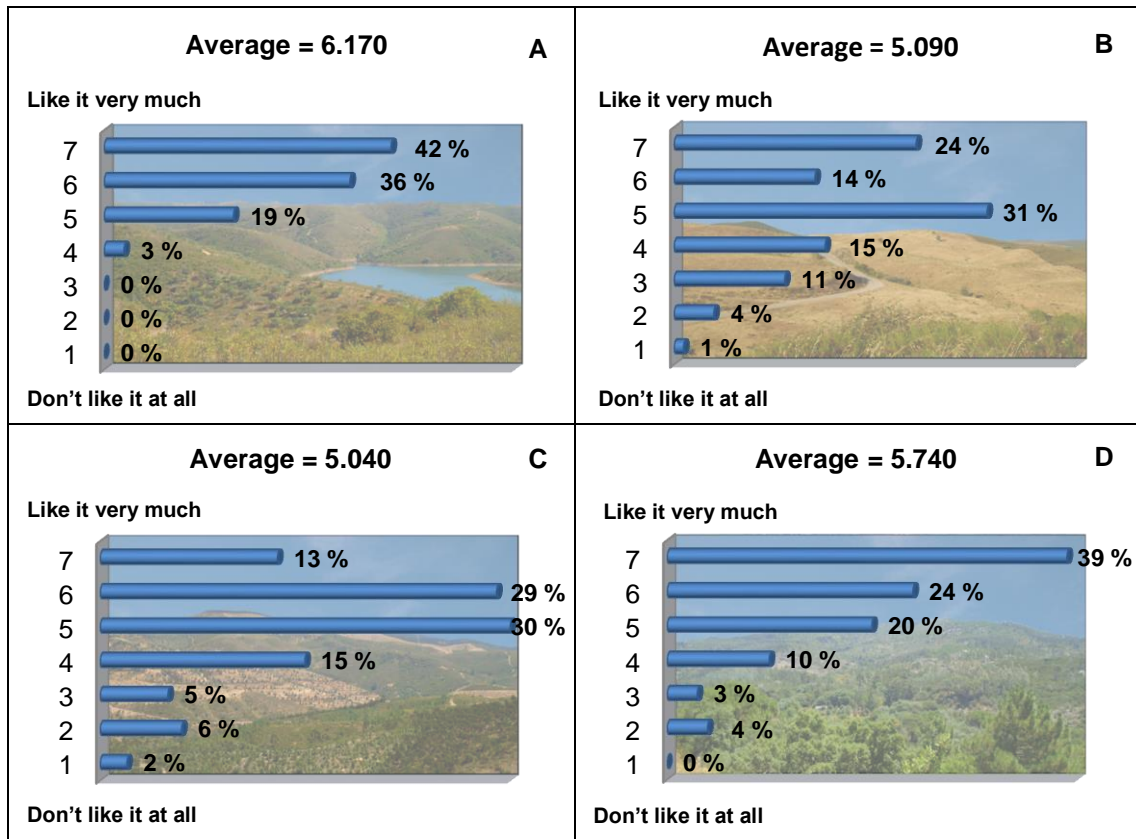 Average = 6.170
A
Like it very much
7 42 %
6 36 %
5 19 %
4 3 %
3 0 %
2 0 %
1 0 %
Don't like it at all
Average = 5.090
B
Like it very much
7 24 %
6 14 %
5 31 %
4 15 %
3 11 %
2 4 %
1 1 %
Don't like it at all
Average = 5.040
C
Like it very much
7 13 %
6 29 %
5 30 %
4 15 %
3 5 %
2 6 %
1 2 %
Don't like it at all
Average = 5.740
D
Like it very much
7 39 %
6 24 %
5 20 %
4 10 %
3 3 %
2 4 %
1 0 %
Don't like it at all